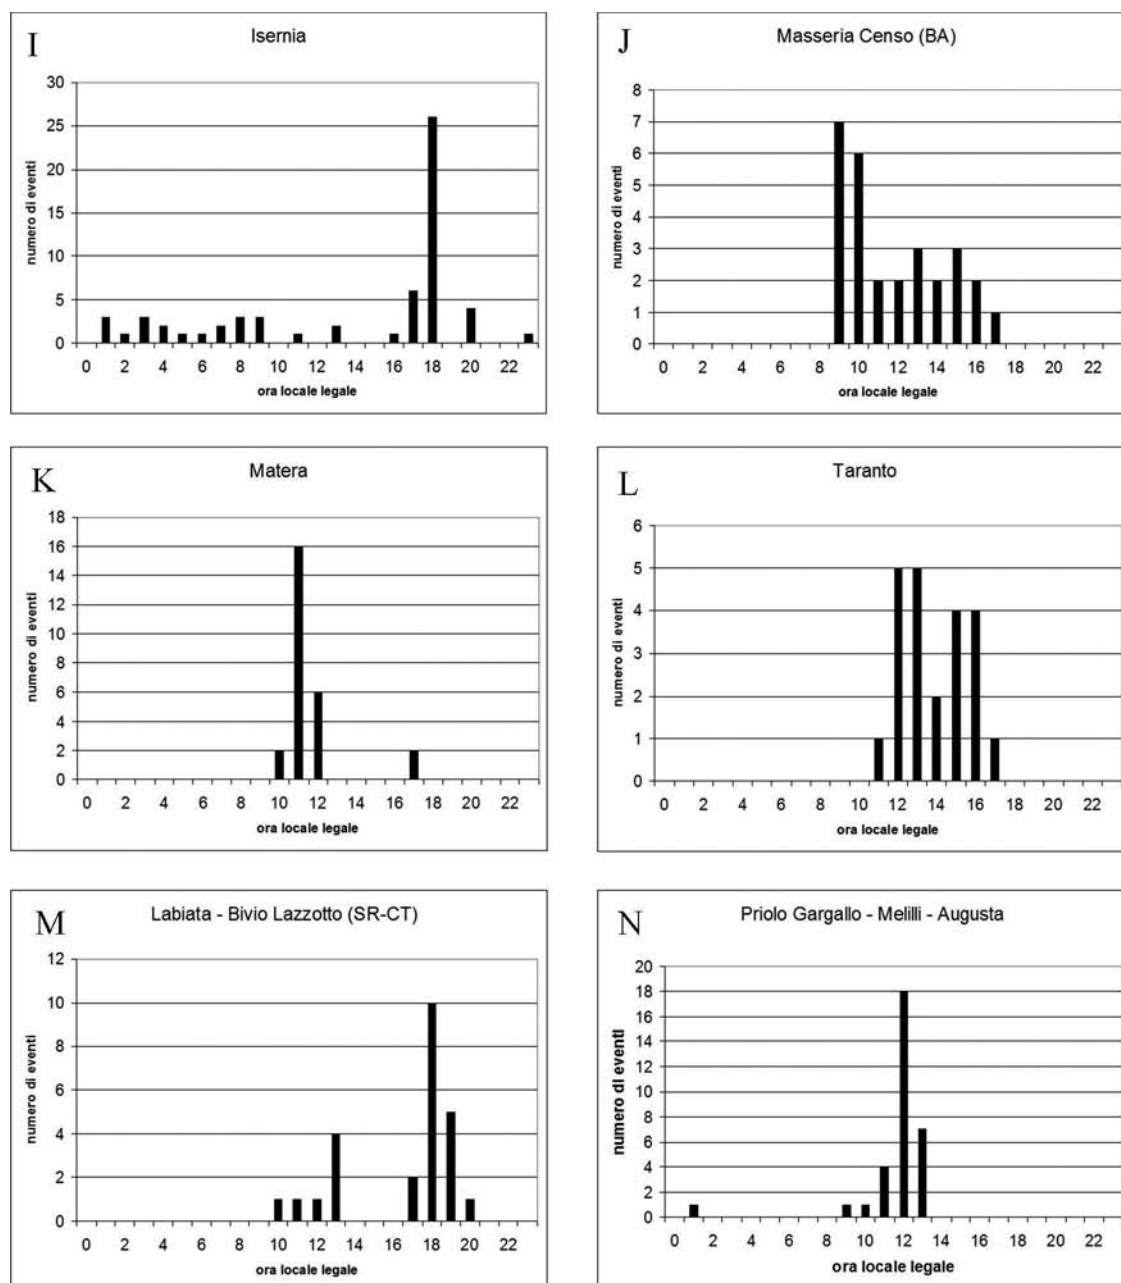 I
Isernia
30
25
20
15
10
5
0
numero di eventi
0 2 4 6 8 10 12 14 16 18 20 22
ora locale legale
J
Masseria Censo (BA)
8
7
6
5
4
3
2
1
0
numero di eventi
0 2 4 6 8 10 12 14 16 18 20 22
ora locale legale
K
Matera
18
16
14
12
10
8
6
4
2
0
numero di eventi
0 2 4 6 8 10 12 14 16 18 20 22
ora locale legale
L
Taranto
6
5
4
3
2
1
0
numero di eventi
0 2 4 6 8 10 12 14 16 18 20 22
ora locale legale
M
Labiata - Bivio Lazzotto (SR-CT)
12
10
8
6
4
2
0
numero di eventi
0 2 4 6 8 10 12 14 16 18 20 22
ora locale legale
N
Priolo Gargallo - Melilli - Augusta
20
18
16
14
12
10
8
6
4
2
0
numero di eventi
0 2 4 6 8 10 12 14 16 18 20 22
ora locale legale